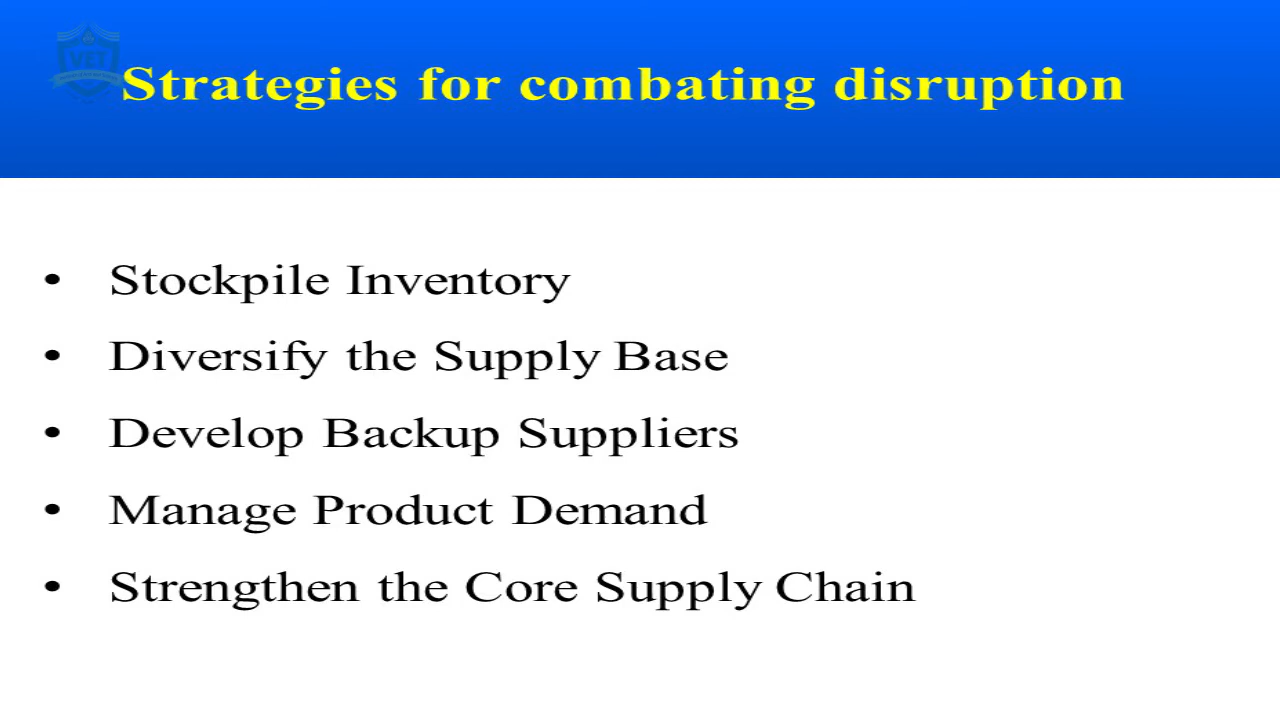 VET
Strategies for combating disruption
• Stockpile Inventory
• Diversify the Supply Base
• Develop Backup Suppliers
• Manage Product Demand
• Strengthen the Core Supply Chain